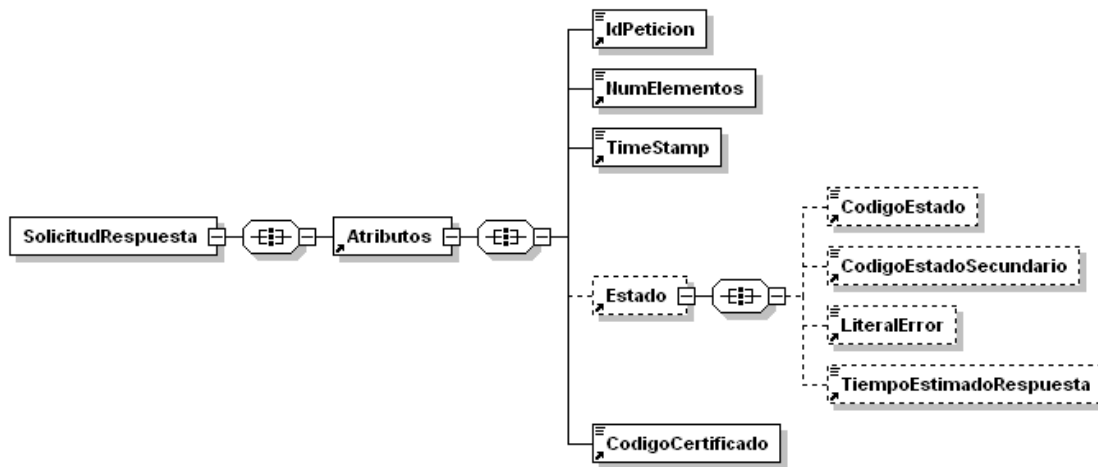 IdPeticion
NumElementos
TimeStamp
SolicitudRespuesta
Atributos
CodigoEstado
CodigoEstadoSecundario
Estado
LiteralError
TiempoEstimadoRespuesta
CodigoCertificado